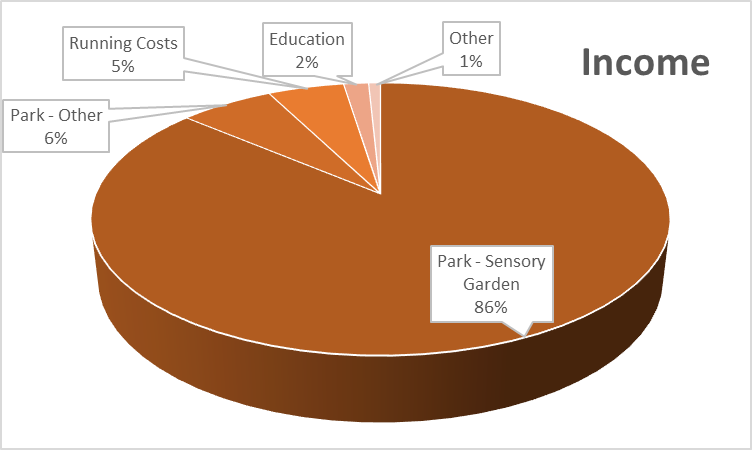 Income
Running Costs
5%
Education
2%
Other
1%
Park - Other
6%
Park - Sensory
Garden
86%